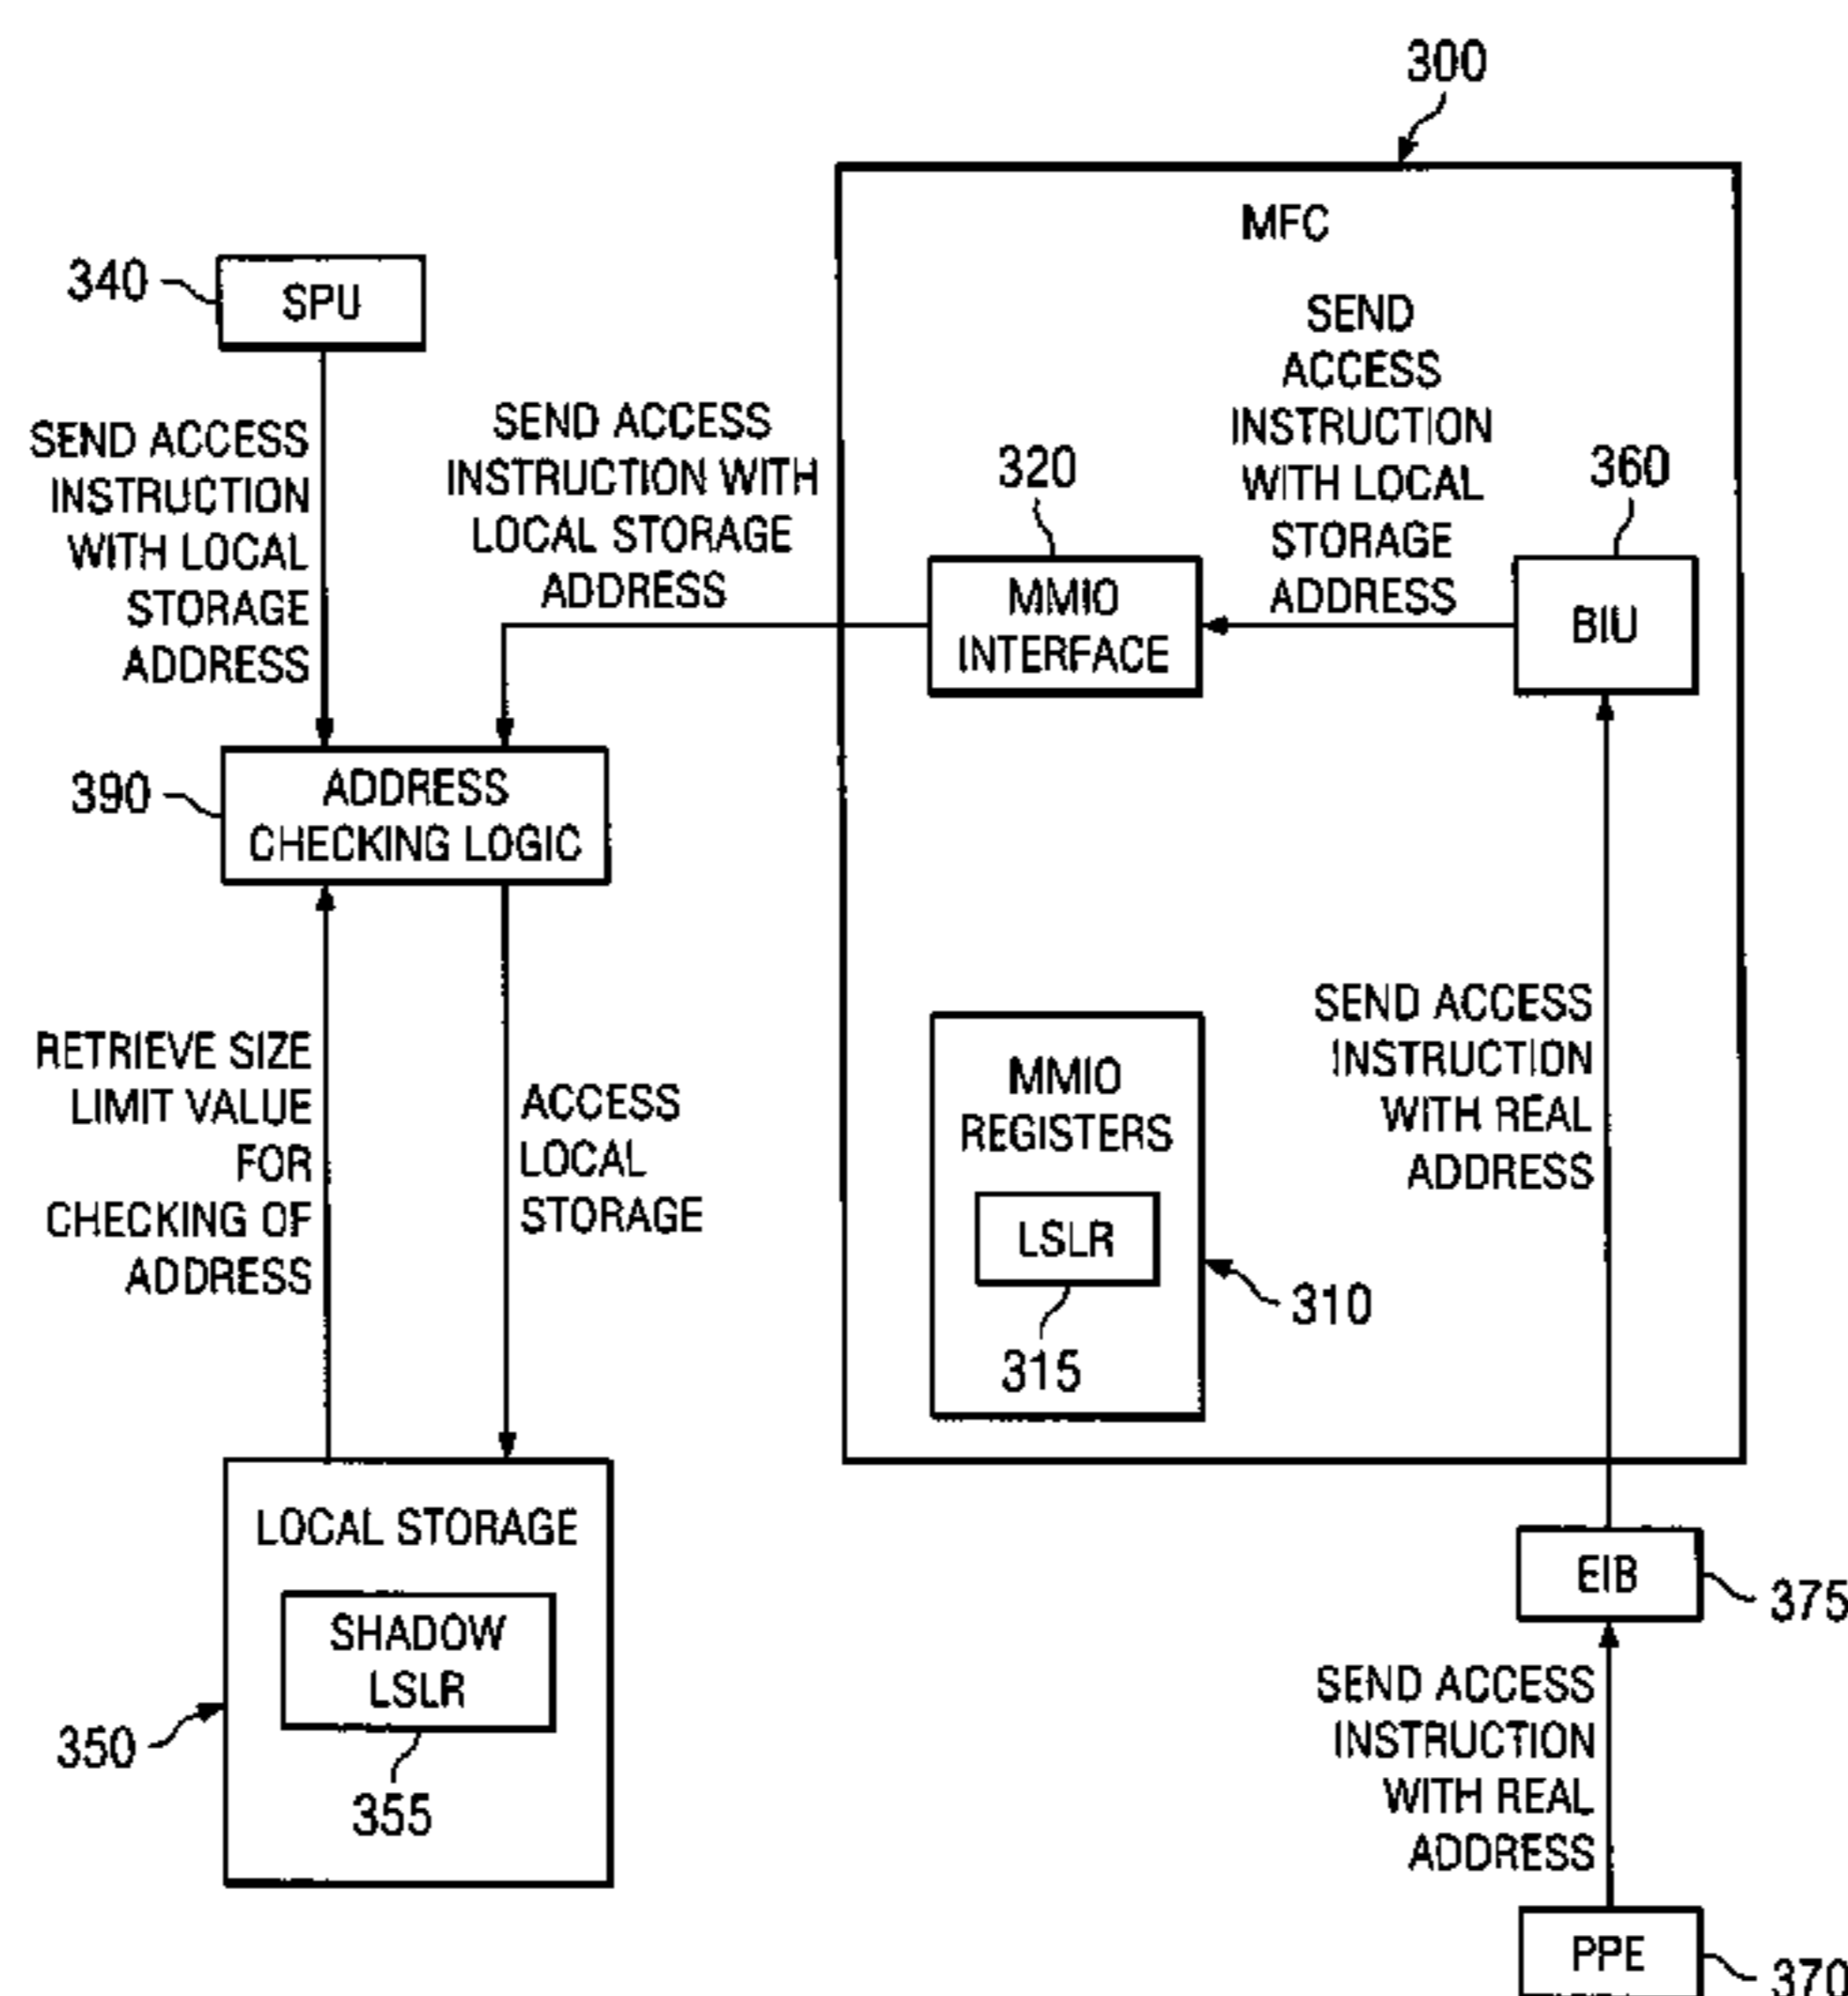 300
MFC
340
SPU
SEND ACCESS
INSTRUCTION
WITH LOCAL
STORAGE
ADDRESS
SEND ACCESS
INSTRUCTION WITH
LOCAL STORAGE
ADDRESS
SEND
ACCESS
INSTRUCTION
WITH LOCAL
STORAGE
ADDRESS
320
MMIO
INTERFACE
360
BIU
390
ADDRESS
CHECKING LOGIC
RETRIEVE SIZE
LIMIT VALUE
FOR
CHECKING OF
ADDRESS
ACCESS
LOCAL
STORAGE
MMIO
REGISTERS
LSLR
315
310
SEND ACCESS
INSTRUCTION
WITH REAL
ADDRESS
LOCAL STORAGE
SHADOW
LSLR
350
355
EIB
375
SEND ACCESS
INSTRUCTION
WITH REAL
ADDRESS
PPE
370